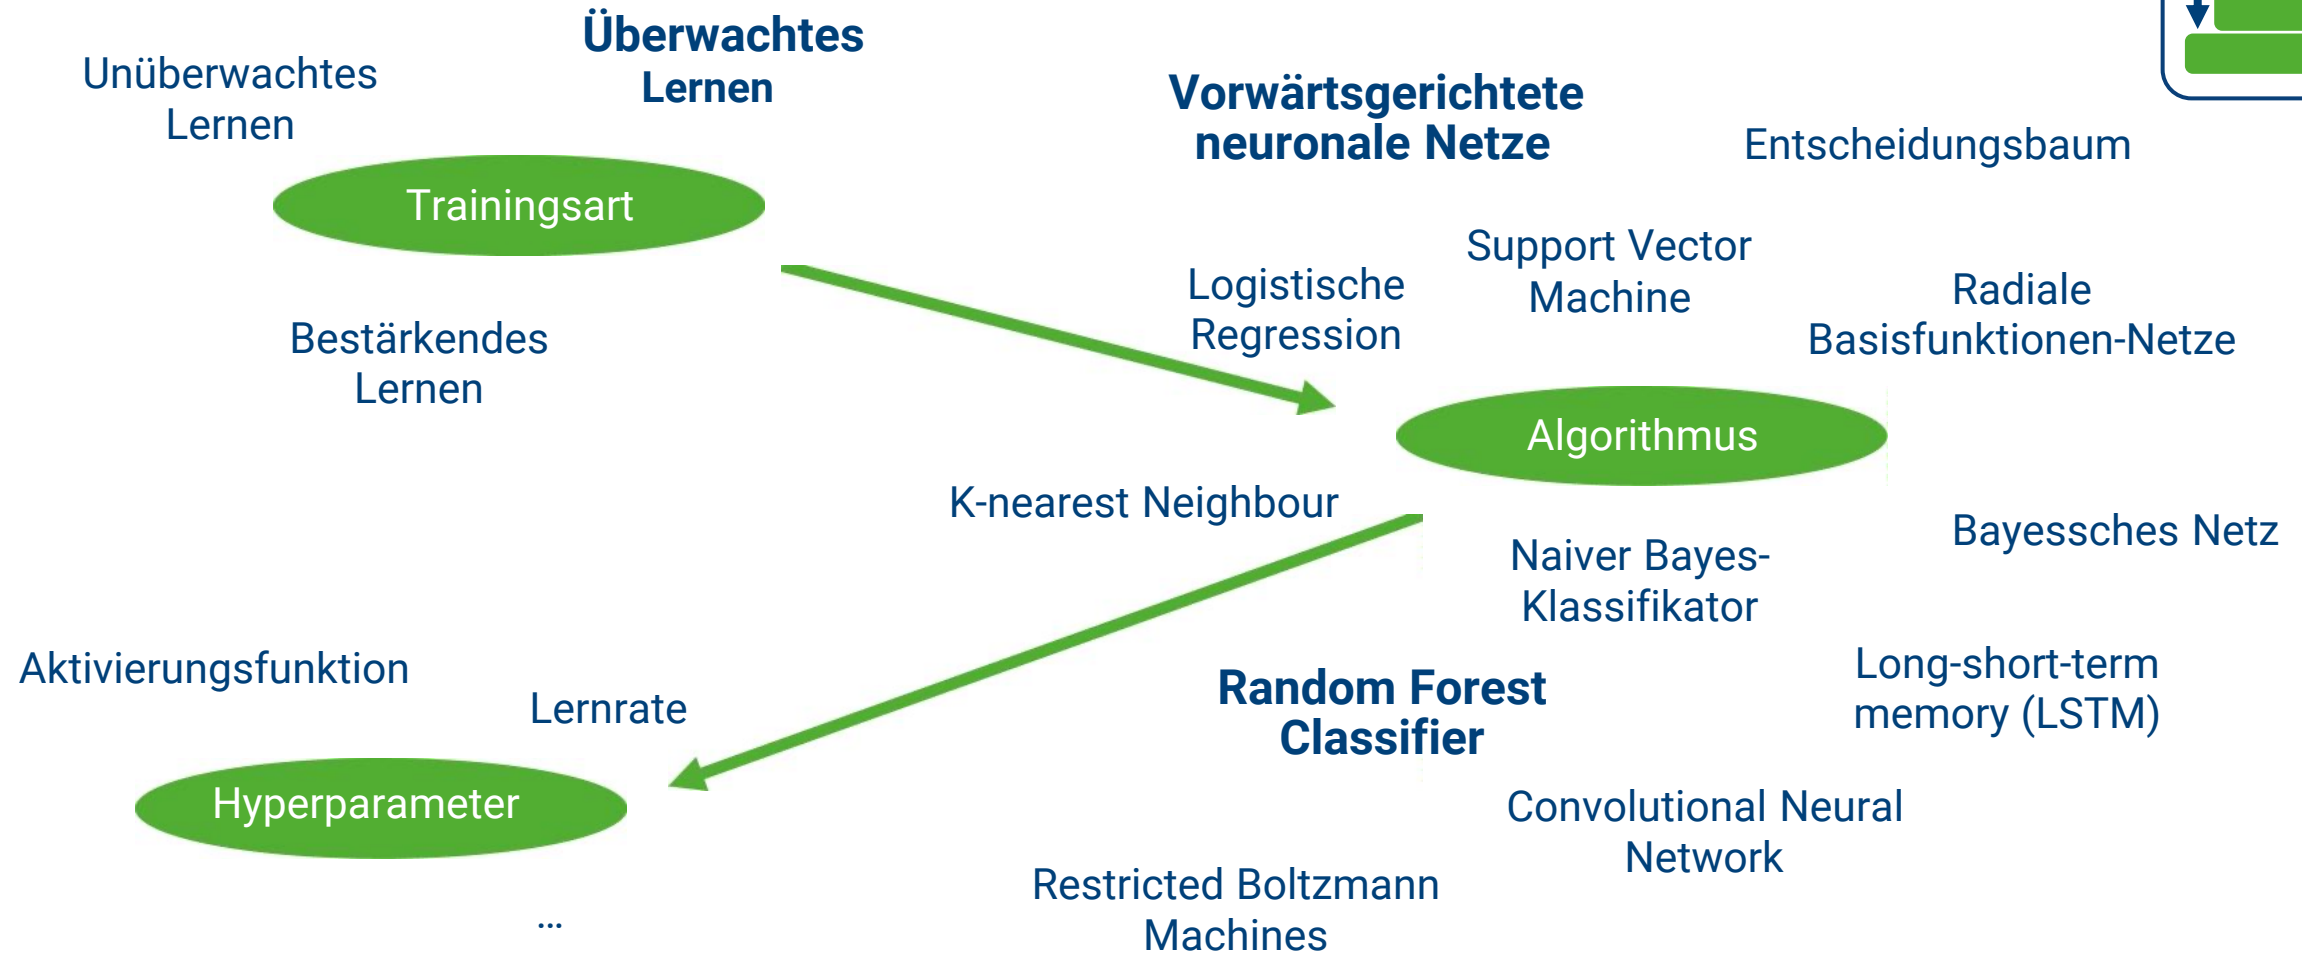 Überwachtes
Lernen
Unüberwachtes
Lernen
Trainingsart
Bestärkendes
Lernen
Vorwärtsgerichtete
neuronale Netze
Entscheidungsbaum
Support Vector
Machine
Logistische
Regression
Radiale
Basisfunktionen-Netze
Algorithmus
K-nearest Neighbour
Bayessches Netz
Naiver Bayes-
Klassifikator
Long-short-term
memory (LSTM)
Random Forest
Classifier
Convolutional Neural
Network
Restricted Boltzmann
Machines
Aktivierungsfunktion
Lernrate
Hyperparameter
...